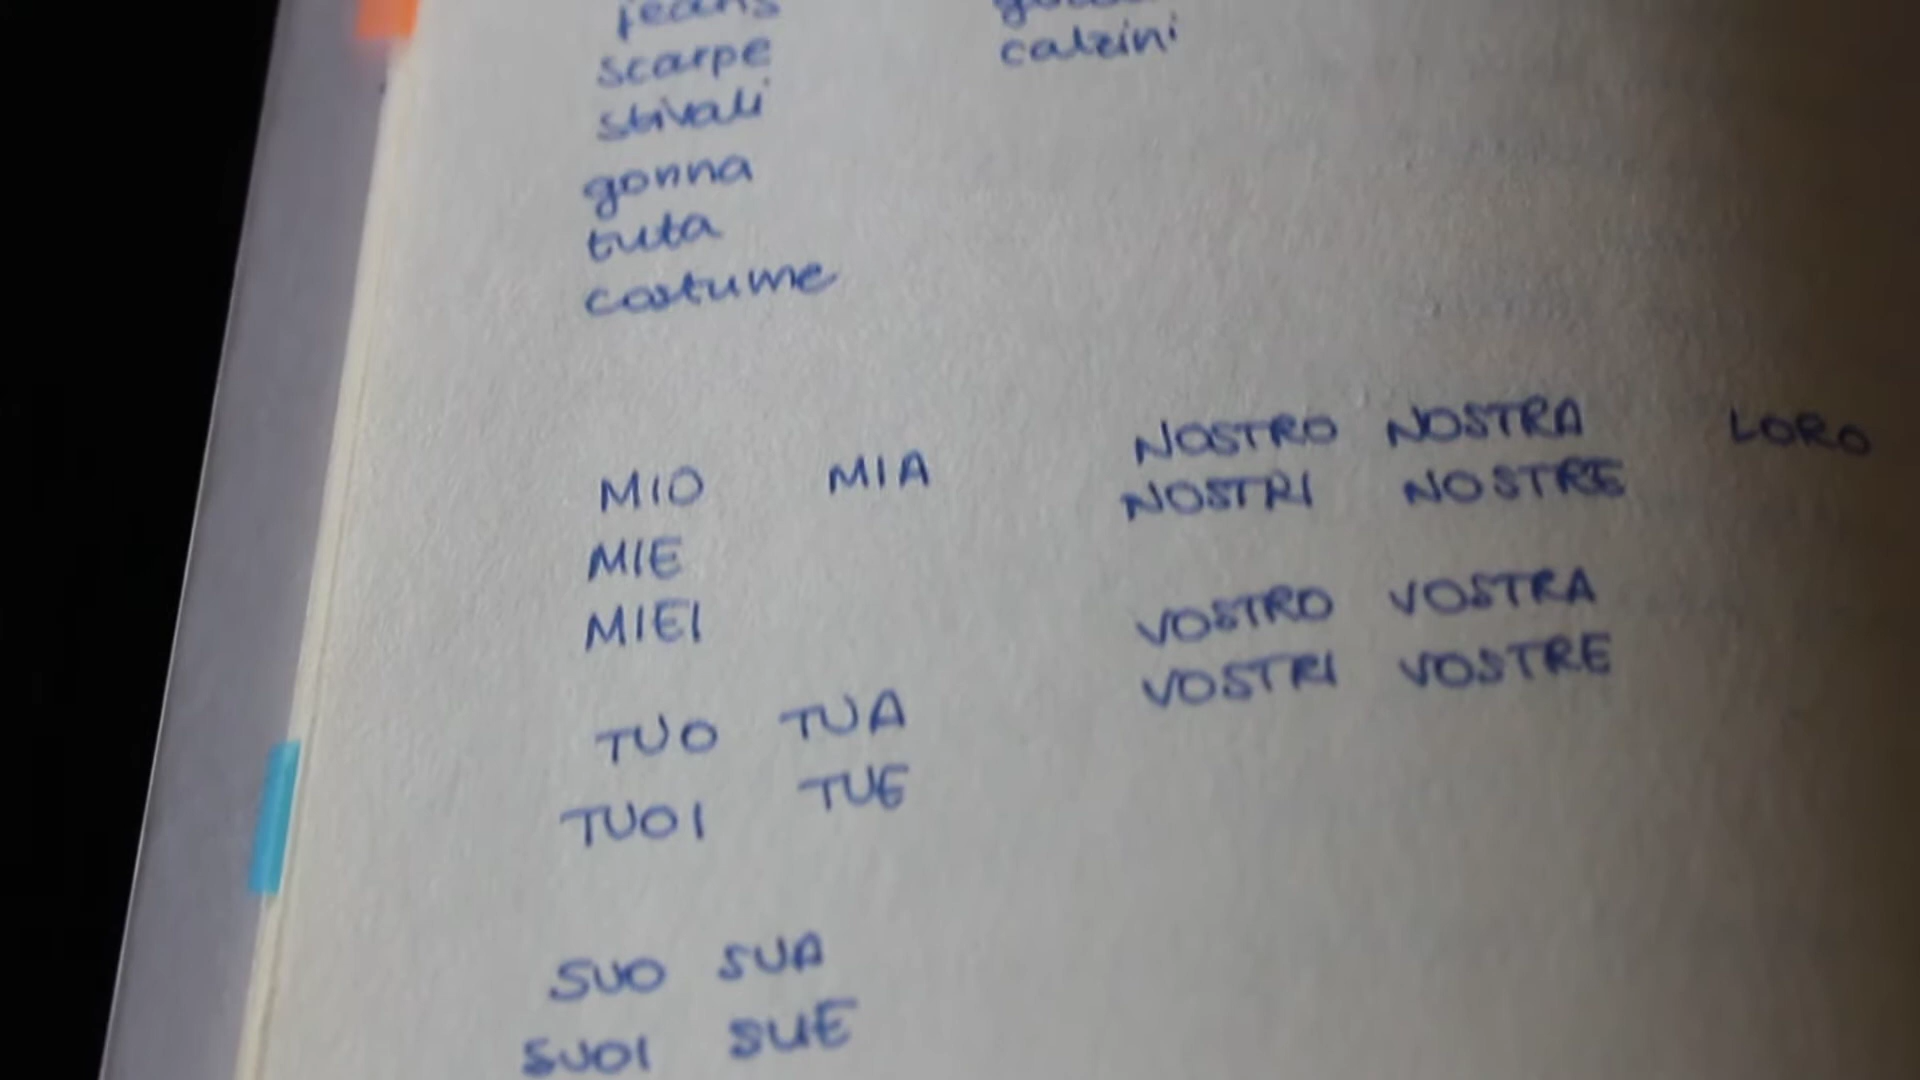 jeans
scarpe
calzini
stivali
gonna
tuta
costume
NOSTRO NOSTRA LORO
MIO MIA
NOSTRI NOSTRE
MIE
MIEI
VOSTRO VOSTRA
VOSTRI VOSTRE
TUO TUA
TUOI TUE
SUO SUA
SUOI SUE